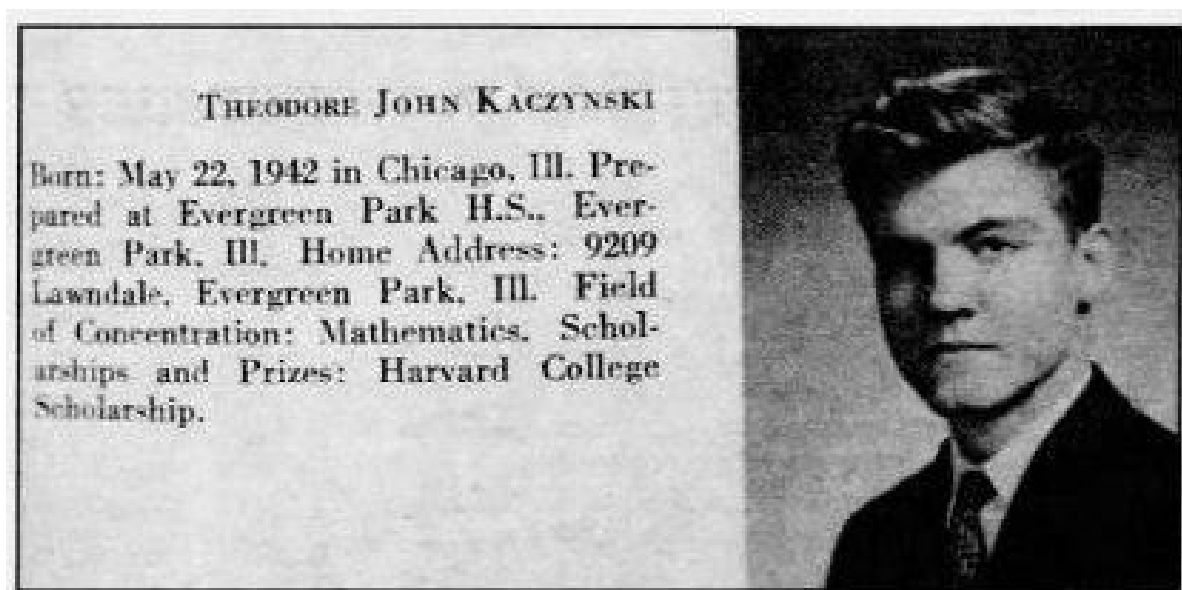 THEODORE JOHN KACZYNSKI
Born: May 22, 1942 in Chicago, Ill. Pre-
pared at Evergreen Park H.S., Ever-
green Park, Ill. Home Address: 9209
Lawndale, Evergreen Park, Ill. Field
of Concentration: Mathematics. Schol-
arships and Prizes: Harvard College
Scholarship.